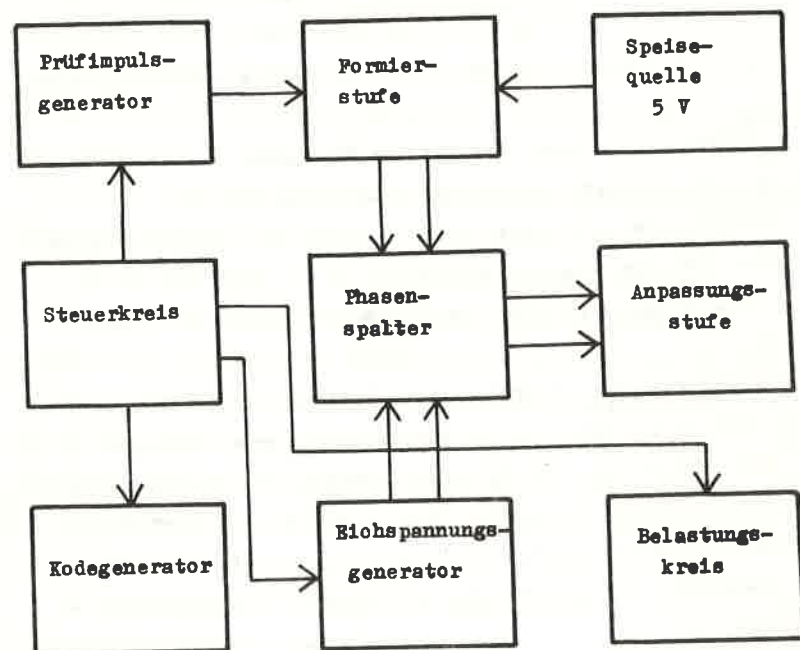 Prüfimpuls-
generator
Formier-
stufe
Speise-
quelle
5 V
Steuerkreis
Phasen-
spalter
Anpassungs-
stufe
Kodegenerator
Eichspannungs-
generator
Belastungs-
kreis